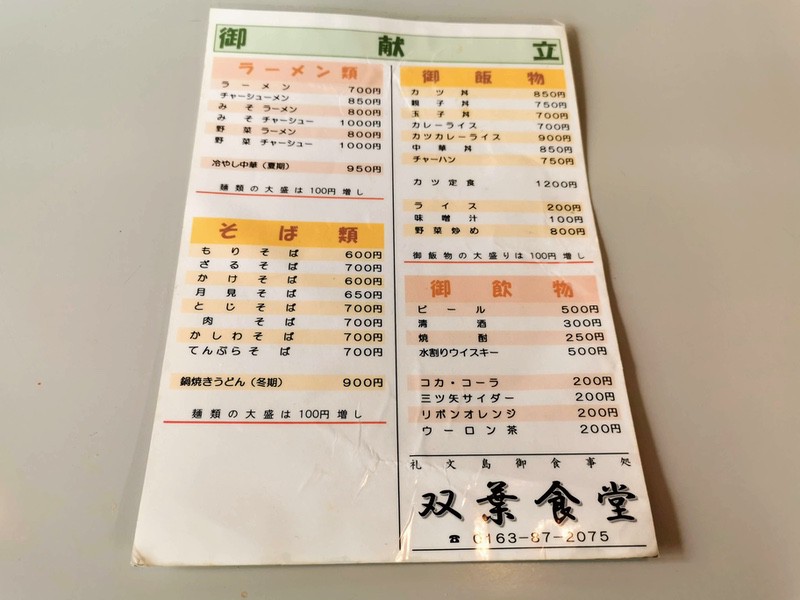 御献立
ラーメン類
ラーメン 700円
チャーシューメン 850円
みそラーメン 800円
みそチャーシュー 1000円
野菜ラーメン 800円
野菜チャーシュー 1000円
冷やし中華(夏期) 950円
麺類の大盛は100円増し
そば類
もりそば 600円
ざるそば 700円
かけそば 600円
月見そば 650円
とじそば 700円
肉そば 700円
かしわそば 700円
てんぷらそば 700円
鍋焼きうどん(冬期) 900円
麺類の大盛は100円増し
御飯物
カツ丼 850円
親子丼 750円
玉子丼 700円
カレーライス 700円
カツカレーライス 900円
中華丼 850円
チャーハン 750円
カツ定食 1200円
ライス 200円
味噌汁 100円
野菜炒め 800円
御飯物の大盛りは100円増し
御飲物
ビール 500円
清酒 300円
焼酎 250円
水割りウイスキー 500円
コカ・コーラ 200円
三ツ矢サイダー 200円
リボンオレンジ 200円
ウーロン茶 200円
礼文島御食事処
双葉食堂
☎ 0163-87-2075